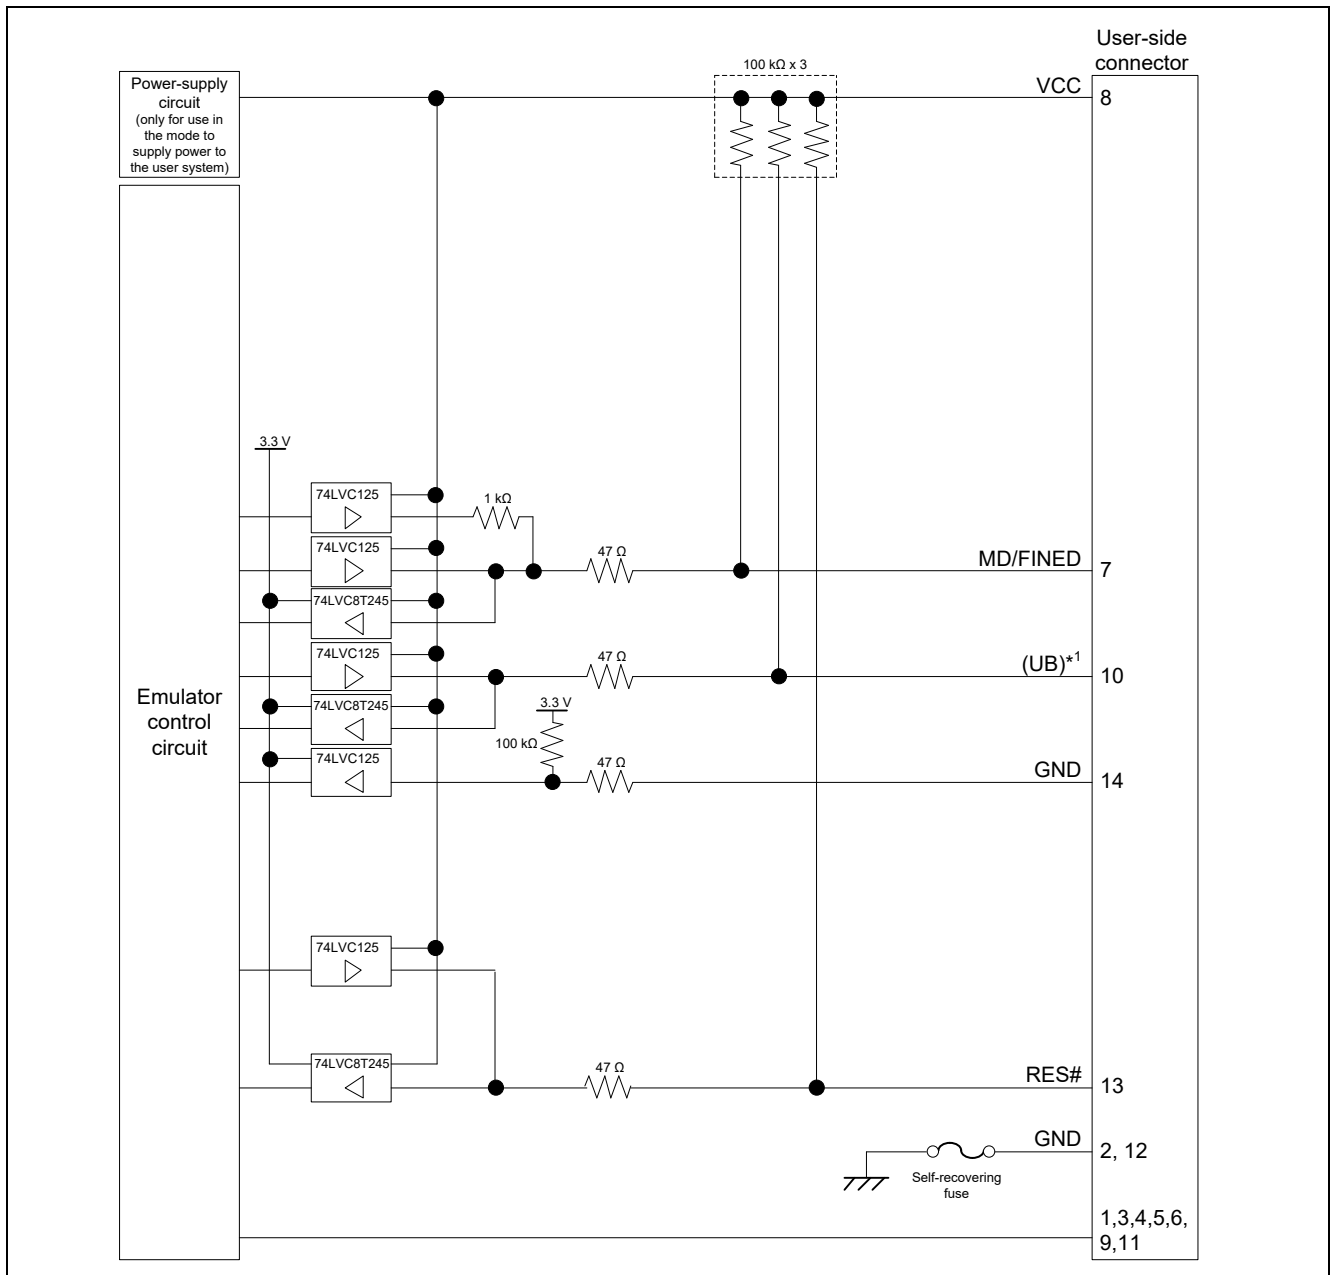 User-side
connector
100 kΩ x 3
Power-supply
circuit
(only for use in
the mode to
supply power to
the user system)
VCC
8
3.3 V
74LVC125
1 kΩ
74LVC125
47 Ω
MD/FINED
7
74LVC8T245
74LVC125
47 Ω
(UB)*1
10
Emulator
control
circuit
74LVC8T245
3.3 V
100 kΩ
74LVC125
47 Ω
GND
14
74LVC125
74LVC8T245
47 Ω
RES#
13
GND
2, 12
Self-recovering
fuse
1,3,4,5,6,
9,11